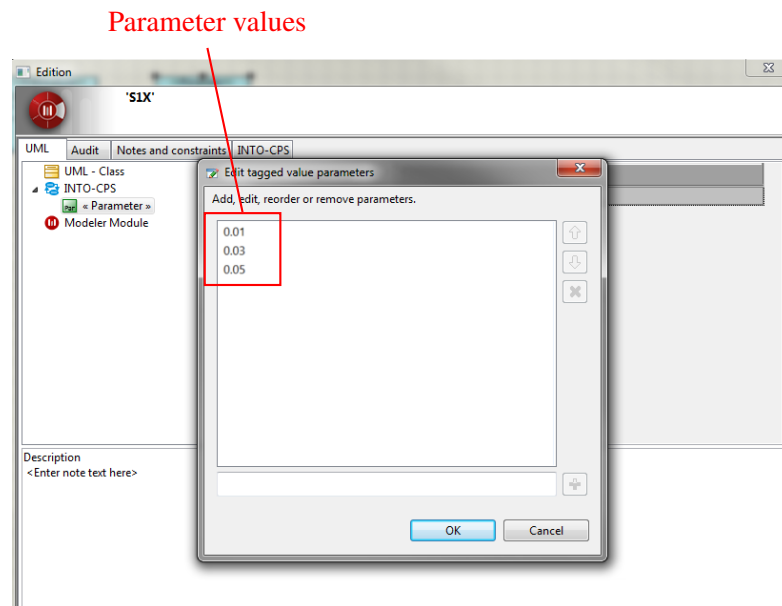 Parameter values
Edition
'S1X'
UML Audit Notes and constraints INTO-CPS
UML - Class
INTO-CPS
Par « Parameter »
Modeler Module
Edit tagged value parameters
Add, edit, reorder or remove parameters.
0.01
0.03
0.05
Description
<Enter note text here>
OK Cancel